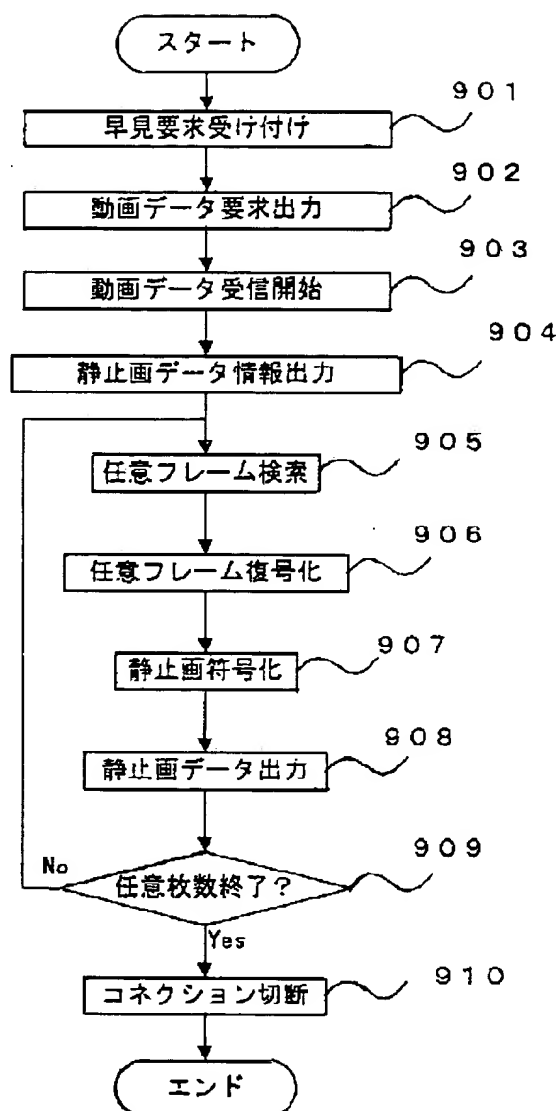 スタート
早見要求受け付け
901
動画データ要求出力
902
動画データ受信開始
903
静止画データ情報出力
904
任意フレーム検索
905
任意フレーム復号化
906
静止画符号化
907
静止画データ出力
908
任意枚数終了?
909
No
Yes
コネクション切断
910
エンド